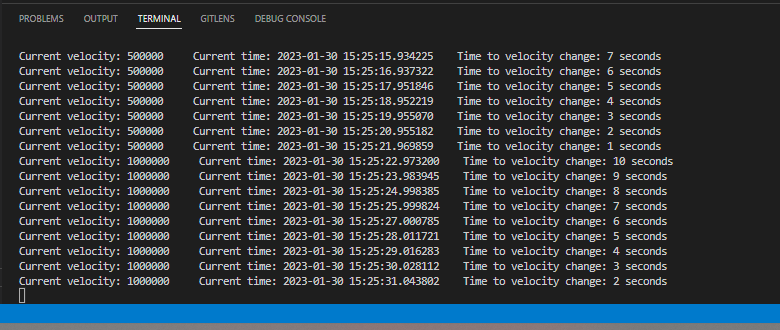 PROBLEMS OUTPUT TERMINAL GITLENS DEBUG CONSOLE
Current velocity: 500000 Current time: 2023-01-30 15:25:15.934225 Time to velocity change: 7 seconds
Current velocity: 500000 Current time: 2023-01-30 15:25:16.937322 Time to velocity change: 6 seconds
Current velocity: 500000 Current time: 2023-01-30 15:25:17.951846 Time to velocity change: 5 seconds
Current velocity: 500000 Current time: 2023-01-30 15:25:18.952219 Time to velocity change: 4 seconds
Current velocity: 500000 Current time: 2023-01-30 15:25:19.955070 Time to velocity change: 3 seconds
Current velocity: 500000 Current time: 2023-01-30 15:25:20.955182 Time to velocity change: 2 seconds
Current velocity: 500000 Current time: 2023-01-30 15:25:21.969859 Time to velocity change: 1 seconds
Current velocity: 1000000 Current time: 2023-01-30 15:25:22.973200 Time to velocity change: 10 seconds
Current velocity: 1000000 Current time: 2023-01-30 15:25:23.983945 Time to velocity change: 9 seconds
Current velocity: 1000000 Current time: 2023-01-30 15:25:24.998385 Time to velocity change: 8 seconds
Current velocity: 1000000 Current time: 2023-01-30 15:25:25.999824 Time to velocity change: 7 seconds
Current velocity: 1000000 Current time: 2023-01-30 15:25:27.000785 Time to velocity change: 6 seconds
Current velocity: 1000000 Current time: 2023-01-30 15:25:28.011721 Time to velocity change: 5 seconds
Current velocity: 1000000 Current time: 2023-01-30 15:25:29.016283 Time to velocity change: 4 seconds
Current velocity: 1000000 Current time: 2023-01-30 15:25:30.028112 Time to velocity change: 3 seconds
Current velocity: 1000000 Current time: 2023-01-30 15:25:31.043802 Time to velocity change: 2 seconds